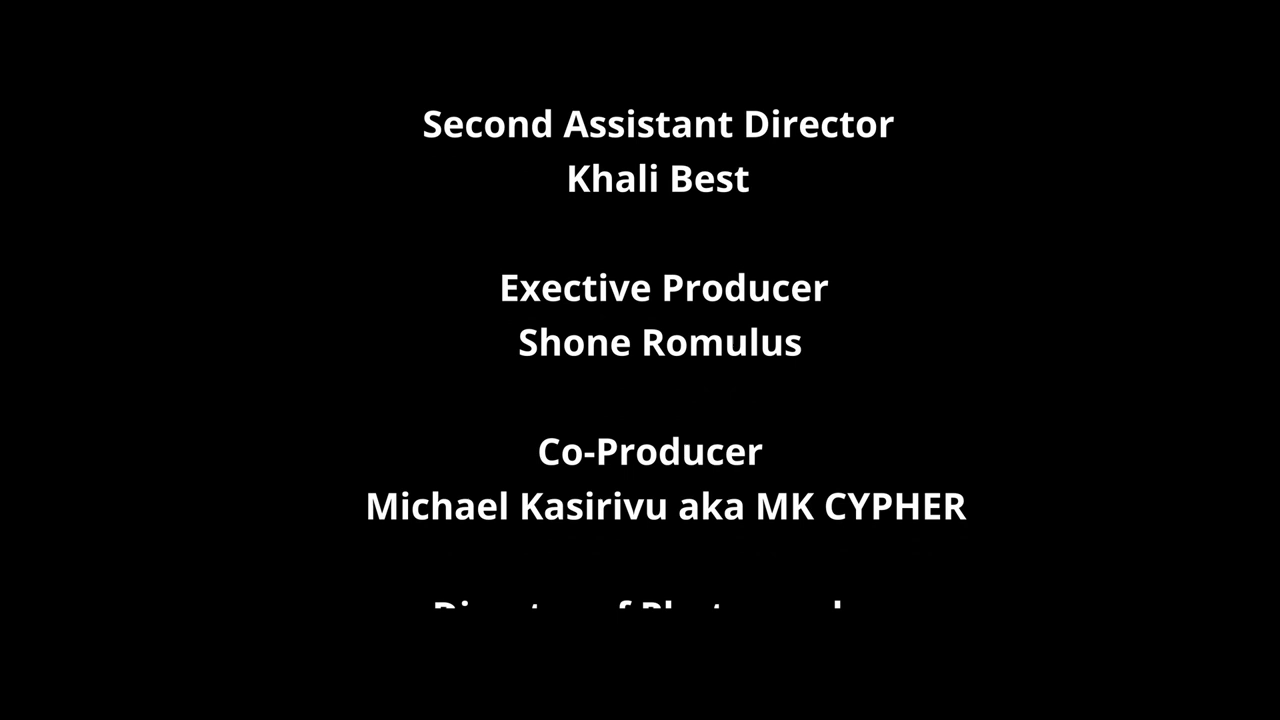 Second Assistant Director
Khali Best
Exective Producer
Shone Romulus
Co-Producer
Michael Kasirivu aka MK CYPHER